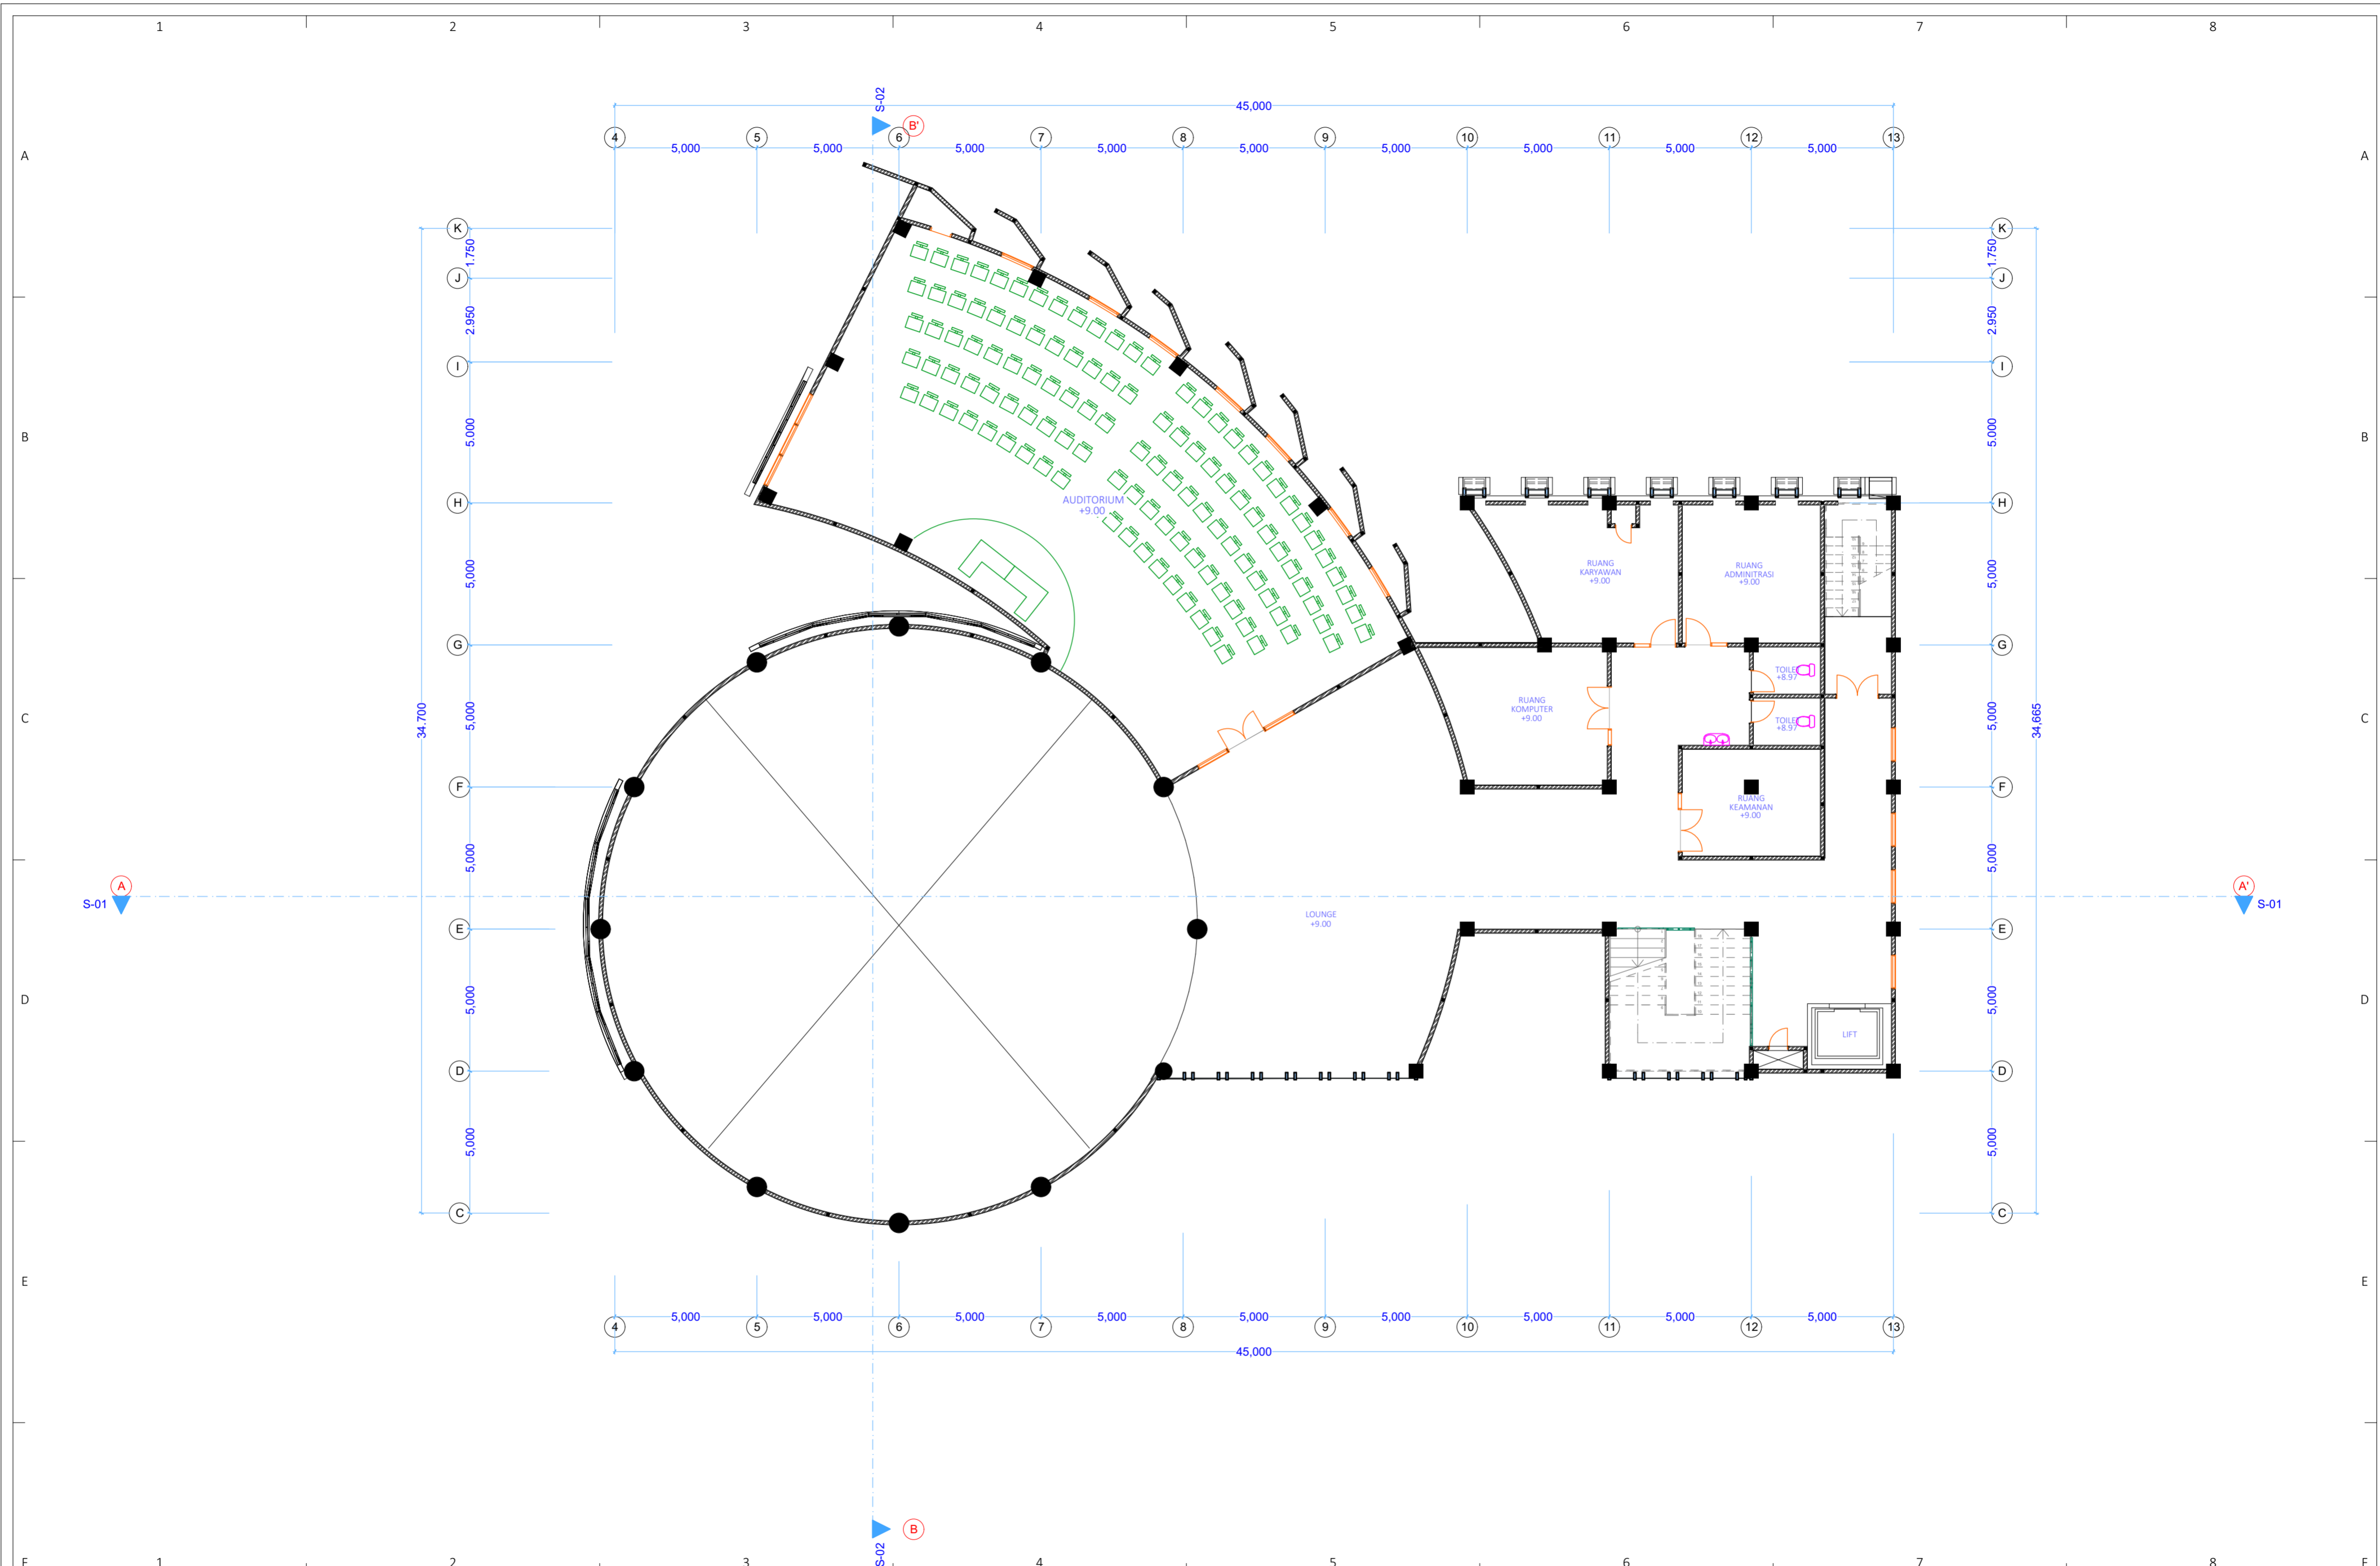 1 2 3 4 5 6 7 8
S-02
B'
45,000
4 5 6 7 8 9 10 11 12 13
5,000 5,000 5,000 5,000 5,000 5,000 5,000 5,000 5,000
A A
K K
1.750 1.750
J J
2.950 2.950
I I
5.000 5.000
B B
H H
AUDITORIUM
+9.00
RUANG
KARYAWAN
+9.00
RUANG
ADMINITRASI
+9.00
5,000 5,000
G G
TOILET
+8.97
RUANG
KOMPUTER
+9.00
TOILET
+8.97
C C
34.700 34,665
5,000 5,000
F F
RUANG
KEAMANAN
+9.00
5,000 5,000
A A'
S-01 S-01
LOUNGE
+9.00
E E
D D
5,000 5,000
LIFT
D D
5,000 5,000
C C
E E
5,000 5,000 5,000 5,000 5,000 5,000 5,000 5,000 5,000
4 5 6 7 8 9 10 11 12 13
45,000
B
S-02
F 1 2 3 4 5 6 7 8 F